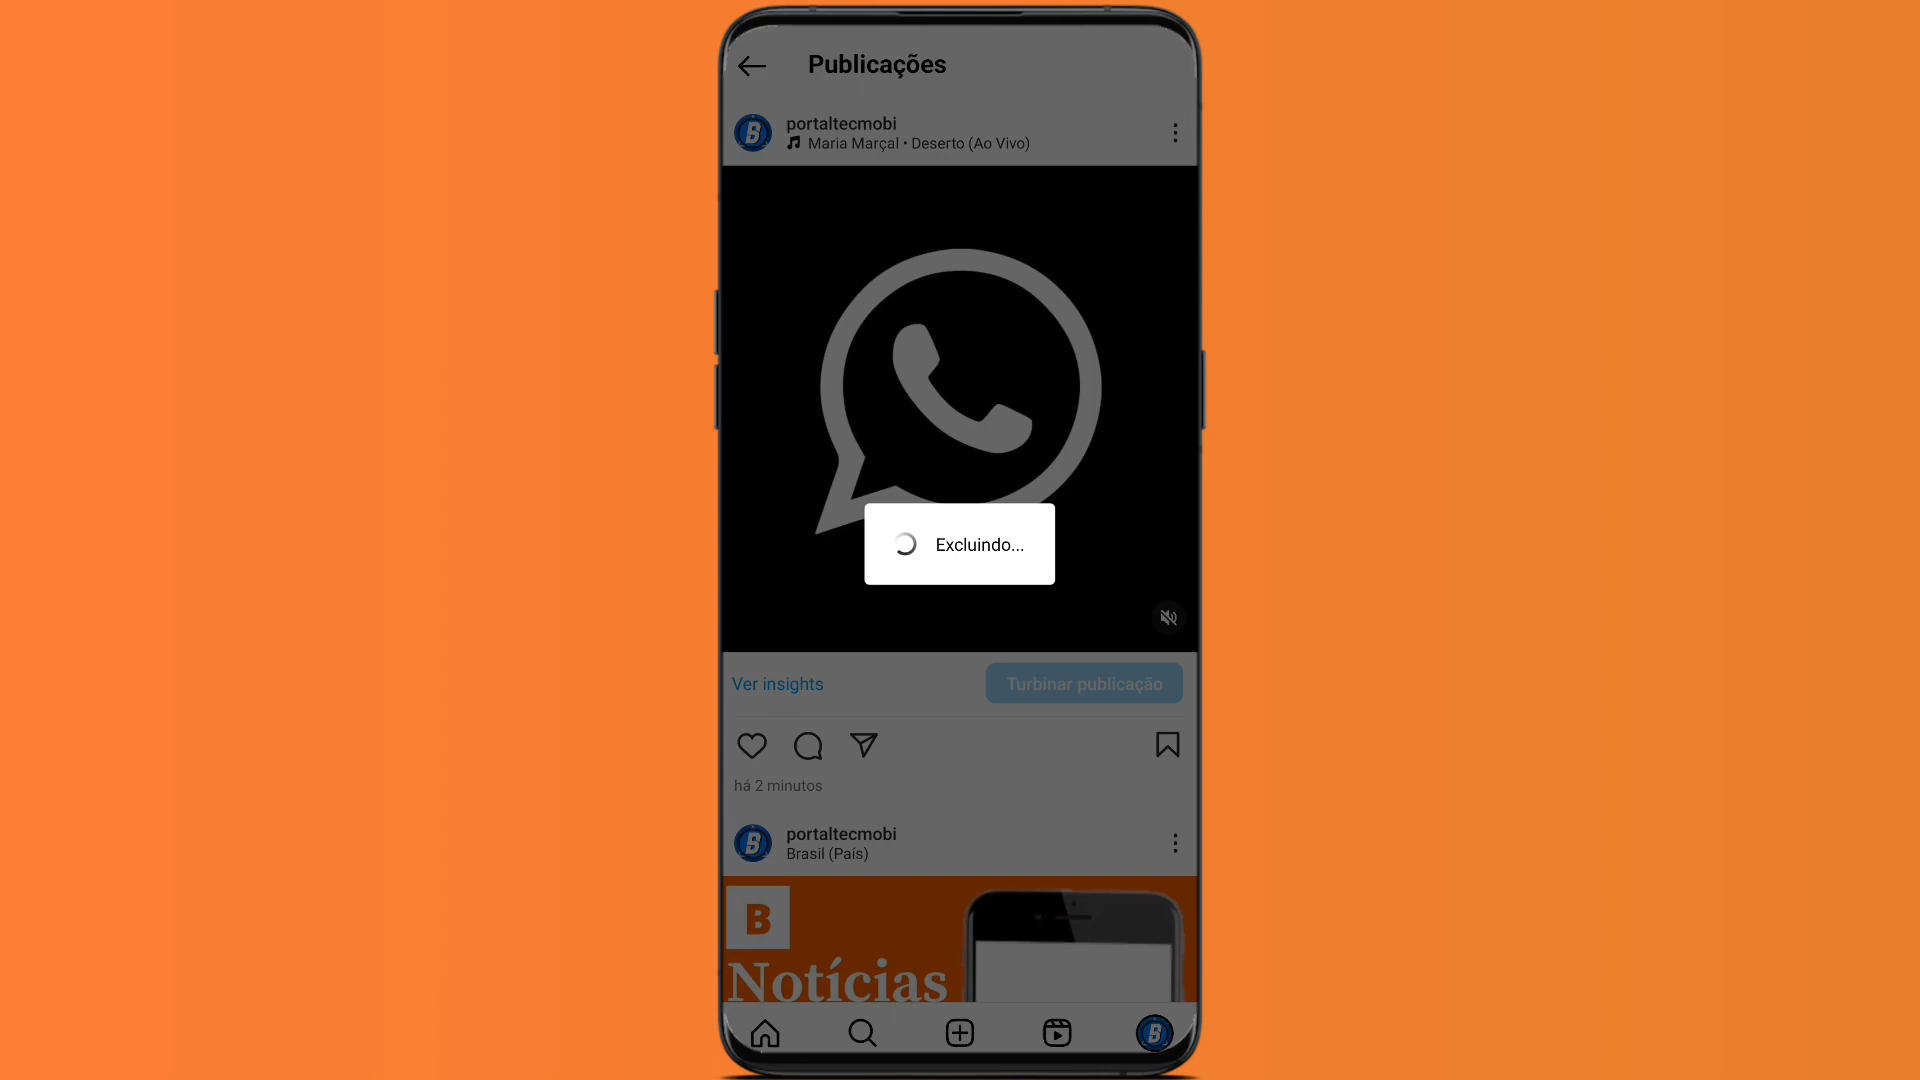 Publicações
portaltecmobi
Maria Marçal • Deserto (Ao Vivo)
Excluindo...
Ver insights
Turbinar publicação
há 2 minutos
portaltecmobi
Brasil (País)
B
Notícias